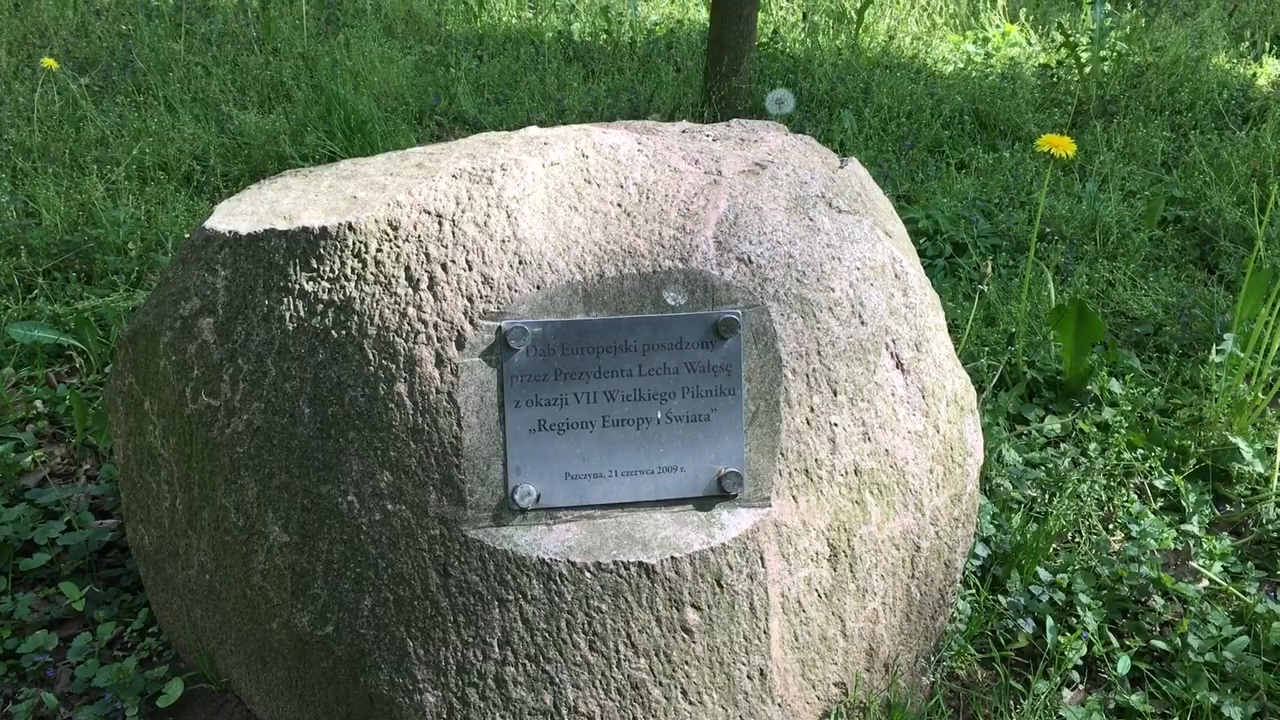 Dąb Europejski posadzony
przez Prezydenta Lecha Wałęsę
z okazji VII Wielkiego Pikniku
„Regiony Europy i Świata”
Pszczyna, 21 czerwca 2009 r.